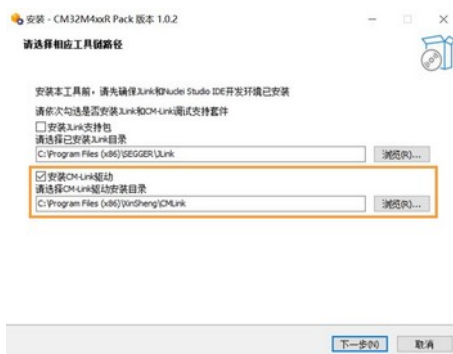 安装 - CM32M4xxR Pack 版本 1.0.2
请选择相应工具链路径
安装本工具前，请先确保JLink和Nuclei Studio IDE开发环境已安装
请依次勾选是否安装JLink和CM-Link调试支持套件
安装JLink支持包
请选择已安装JLink目录
C:\Program Files (x86)\SEGGER\JLink
浏览(R)...
安装CM-Link驱动
请选择CM-Link驱动安装目录
C:\Program Files (x86)\XinSheng\CMLink
浏览(R)...
下一步(N)
取消